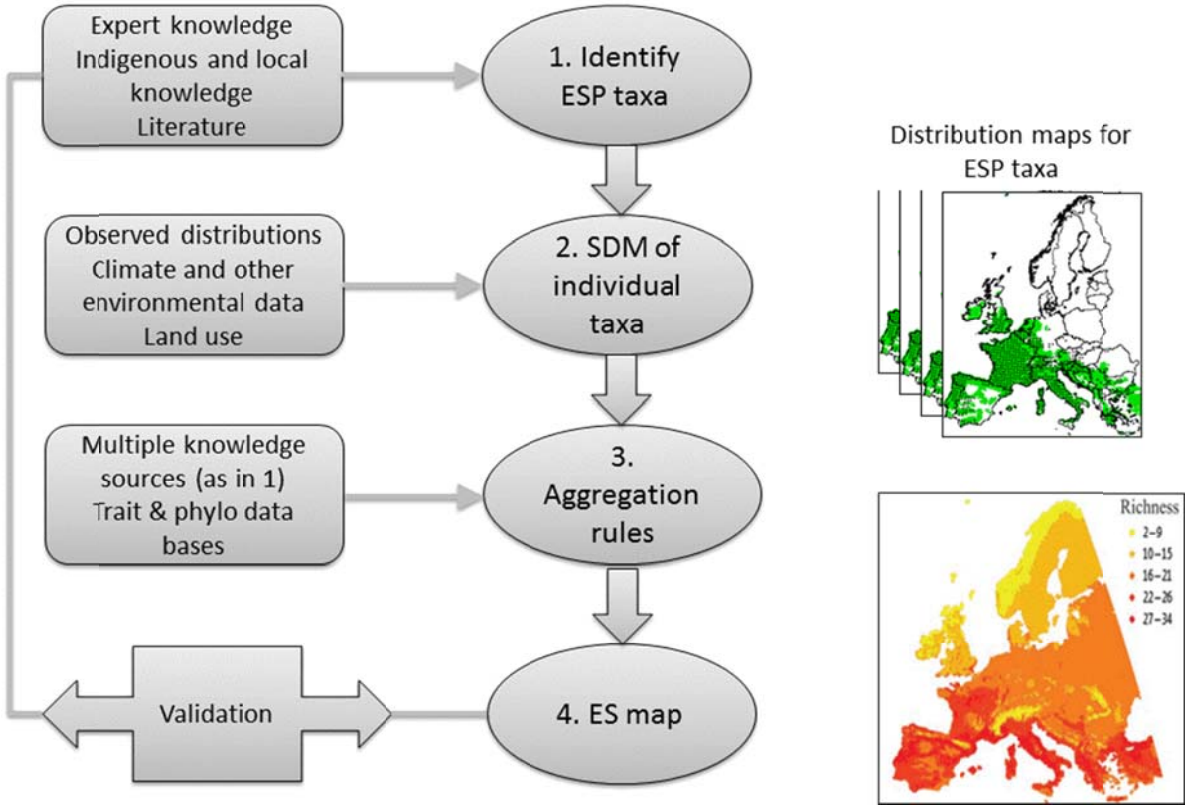 Expert knowledge
Indigenous and local
knowledge
Literature
1. Identify
ESP taxa
Observed distributions
Climate and other
environmental data
Land use
2. SDM of
individual
taxa
Multiple knowledge
sources (as in 1)
Trait & phylo data
bases
3.
Aggregation
rules
Validation
4. ES map
Distribution maps for
ESP taxa
Richness
2–9
10–15
16–21
22–26
27–34